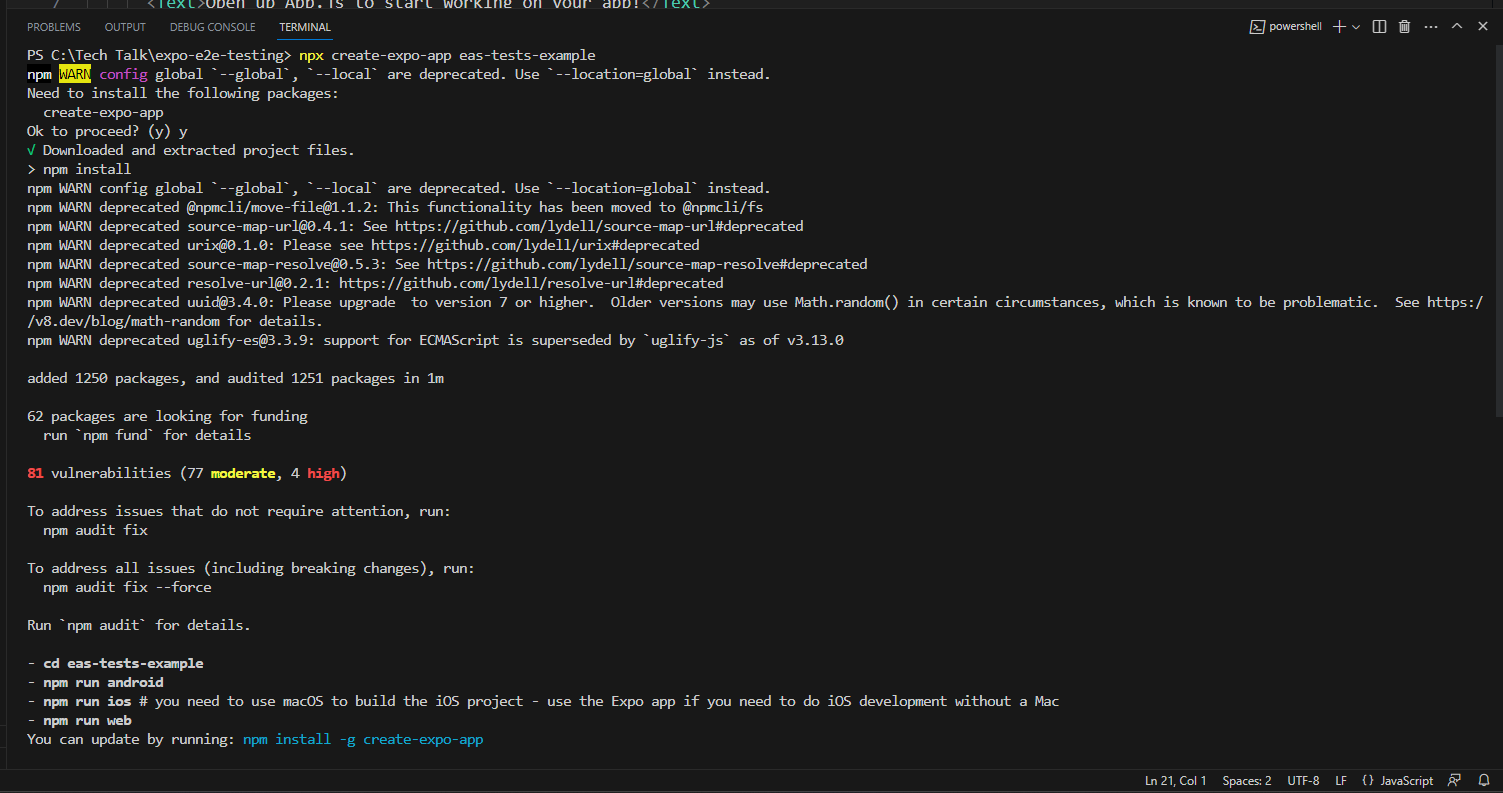 7 <Text>Open up App.js to start working on your app!</Text>
PROBLEMS OUTPUT DEBUG CONSOLE TERMINAL powershell
PS C:\Tech Talk\expo-e2e-testing> npx create-expo-app eas-tests-example
npm WARN config global `--global`, `--local` are deprecated. Use `--location=global` instead.
Need to install the following packages:
  create-expo-app
Ok to proceed? (y) y
√ Downloaded and extracted project files.
> npm install
npm WARN config global `--global`, `--local` are deprecated. Use `--location=global` instead.
npm WARN deprecated @npmcli/move-file@1.1.2: This functionality has been moved to @npmcli/fs
npm WARN deprecated source-map-url@0.4.1: See https://github.com/lydell/source-map-url#deprecated
npm WARN deprecated urix@0.1.0: Please see https://github.com/lydell/urix#deprecated
npm WARN deprecated source-map-resolve@0.5.3: See https://github.com/lydell/source-map-resolve#deprecated
npm WARN deprecated resolve-url@0.2.1: https://github.com/lydell/resolve-url#deprecated
npm WARN deprecated uuid@3.4.0: Please upgrade  to version 7 or higher.  Older versions may use Math.random() in certain circumstances, which is known to be problematic.  See https:/
/v8.dev/blog/math-random for details.
npm WARN deprecated uglify-es@3.3.9: support for ECMAScript is superseded by `uglify-js` as of v3.13.0
added 1250 packages, and audited 1251 packages in 1m
62 packages are looking for funding
  run `npm fund` for details
81 vulnerabilities (77 moderate, 4 high)
To address issues that do not require attention, run:
  npm audit fix
To address all issues (including breaking changes), run:
  npm audit fix --force
Run `npm audit` for details.
- cd eas-tests-example
- npm run android
- npm run ios # you need to use macOS to build the iOS project - use the Expo app if you need to do iOS development without a Mac
- npm run web
You can update by running: npm install -g create-expo-app
Ln 21, Col 1 Spaces: 2 UTF-8 LF {} JavaScript